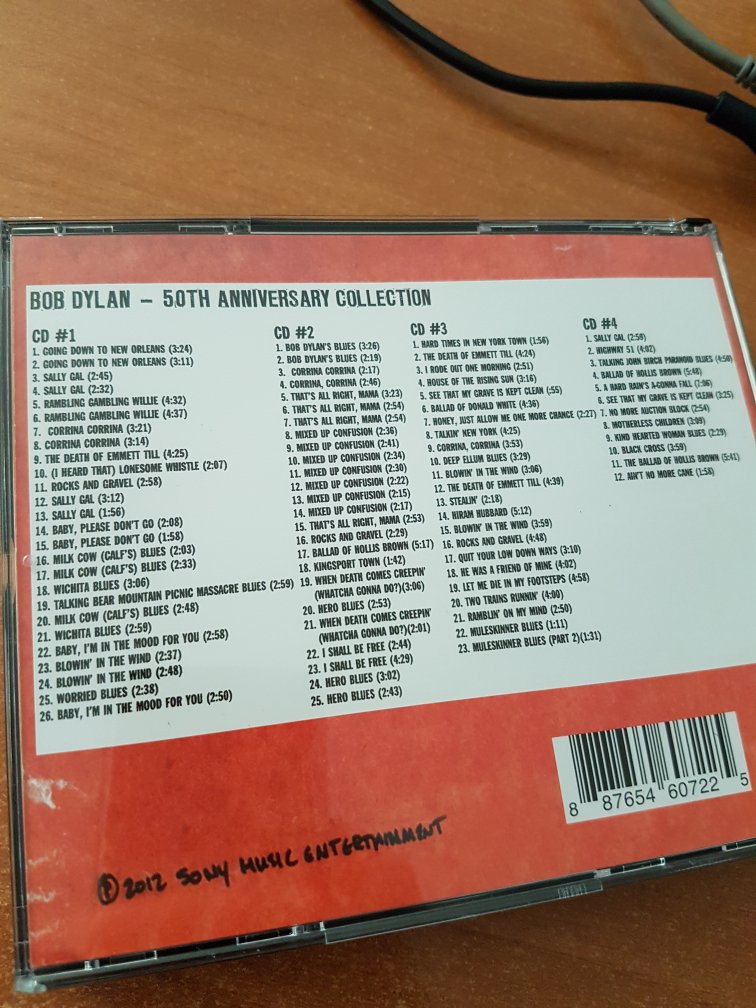 BOB DYLAN – 50TH ANNIVERSARY COLLECTION
CD #1
1. GOING DOWN TO NEW ORLEANS (3:24)
2. GOING DOWN TO NEW ORLEANS (3:11)
3. SALLY GAL (2:45)
4. SALLY GAL (2:32)
5. RAMBLING GAMBLING WILLIE (4:32)
6. RAMBLING GAMBLING WILLIE (4:37)
7. CORRINA CORRINA (3:21)
8. CORRINA CORRINA (3:14)
9. THE DEATH OF EMMETT TILL (4:25)
10. (I HEARD THAT) LONESOME WHISTLE (2:07)
11. ROCKS AND GRAVEL (2:58)
12. SALLY GAL (3:12)
13. SALLY GAL (1:56)
14. BABY, PLEASE DON'T GO (2:08)
15. BABY, PLEASE DON'T GO (1:58)
16. MILK COW (CALF'S) BLUES (2:03)
17. MILK COW (CALF'S) BLUES (2:33)
18. WICHITA BLUES (3:06)
19. TALKING BEAR MOUNTAIN PICNIC MASSACRE BLUES (2:59)
20. MILK COW (CALF'S) BLUES (2:48)
21. WICHITA BLUES (2:59)
22. BABY, I'M IN THE MOOD FOR YOU (2:58)
23. BLOWIN' IN THE WIND (2:37)
24. BLOWIN' IN THE WIND (2:48)
25. WORRIED BLUES (2:38)
26. BABY, I'M IN THE MOOD FOR YOU (2:50)
CD #2
1. BOB DYLAN'S BLUES (3:26)
2. BOB DYLAN'S BLUES (2:19)
3. CORRINA CORRINA (2:17)
4. CORRINA, CORRINA (2:46)
5. THAT'S ALL RIGHT, MAMA (3:23)
6. THAT'S ALL RIGHT, MAMA (2:54)
7. THAT'S ALL RIGHT, MAMA (2:54)
8. MIXED UP CONFUSION (2:36)
9. MIXED UP CONFUSION (2:41)
10. MIXED UP CONFUSION (2:34)
11. MIXED UP CONFUSION (2:30)
12. MIXED UP CONFUSION (2:22)
13. MIXED UP CONFUSION (2:15)
14. MIXED UP CONFUSION (2:17)
15. THAT'S ALL RIGHT, MAMA (2:53)
16. ROCKS AND GRAVEL (2:29)
17. BALLAD OF HOLLIS BROWN (5:17)
18. KINGSPORT TOWN (1:42)
19. WHEN DEATH COMES CREEPIN'
(WHATCHA GONNA DO?)(3:06)
20. HERO BLUES (2:53)
21. WHEN DEATH COMES CREEPIN'
(WHATCHA GONNA DO?)(2:01)
22. I SHALL BE FREE (2:44)
23. I SHALL BE FREE (4:29)
24. HERO BLUES (3:02)
25. HERO BLUES (2:43)
CD #3
1. HARD TIMES IN NEW YORK TOWN (1:56)
2. THE DEATH OF EMMETT TILL (4:24)
3. I RODE OUT ONE MORNING (2:51)
4. HOUSE OF THE RISING SUN (3:16)
5. SEE THAT MY GRAVE IS KEPT CLEAN (:55)
6. BALLAD OF DONALD WHITE (4:36)
7. HONEY, JUST ALLOW ME ONE MORE CHANCE (2:27)
8. TALKIN' NEW YORK (4:25)
9. CORRINA, CORRINA (3:53)
10. DEEP ELLUM BLUES (3:29)
11. BLOWIN' IN THE WIND (3:06)
12. THE DEATH OF EMMETT TILL (4:39)
13. STEALIN' (2:18)
14. HIRAM HUBBARD (5:12)
15. BLOWIN' IN THE WIND (3:59)
16. ROCKS AND GRAVEL (4:48)
17. QUIT YOUR LOW DOWN WAYS (3:10)
18. HE WAS A FRIEND OF MINE (4:02)
19. LET ME DIE IN MY FOOTSTEPS (4:58)
20. TWO TRAINS RUNNIN' (4:00)
21. RAMBLIN' ON MY MIND (2:50)
22. MULESKINNER BLUES (1:11)
23. MULESKINNER BLUES (PART 2)(1:31)
CD #4
1. SALLY GAL (2:59)
2. HIGHWAY 51 (4:02)
3. TALKING JOHN BIRCH PARANOID BLUES (4:50)
4. BALLAD OF HOLLIS BROWN (5:48)
5. A HARD RAIN'S A-GONNA FALL (7:06)
6. SEE THAT MY GRAVE IS KEPT CLEAN (3:25)
7. NO MORE AUCTION BLOCK (2:54)
8. MOTHERLESS CHILDREN (3:09)
9. KIND HEARTED WOMAN BLUES (2:29)
10. BLACK CROSS (3:59)
11. THE BALLAD OF HOLLIS BROWN (5:41)
12. AIN'T NO MORE CANE (1:58)
8 87654 60722 5
℗ 2012 SONY MUSIC ENTERTAINMENT